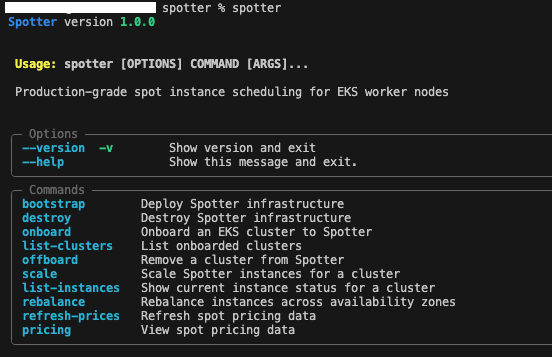 spotter % spotter
Spotter version 1.0.0
Usage: spotter [OPTIONS] COMMAND [ARGS]...
Production-grade spot instance scheduling for EKS worker nodes
Options
--version -v Show version and exit
--help Show this message and exit.
Commands
bootstrap Deploy Spotter infrastructure
destroy Destroy Spotter infrastructure
onboard Onboard an EKS cluster to Spotter
list-clusters List onboarded clusters
offboard Remove a cluster from Spotter
scale Scale Spotter instances for a cluster
list-instances Show current instance status for a cluster
rebalance Rebalance instances across availability zones
refresh-prices Refresh spot pricing data
pricing View spot pricing data